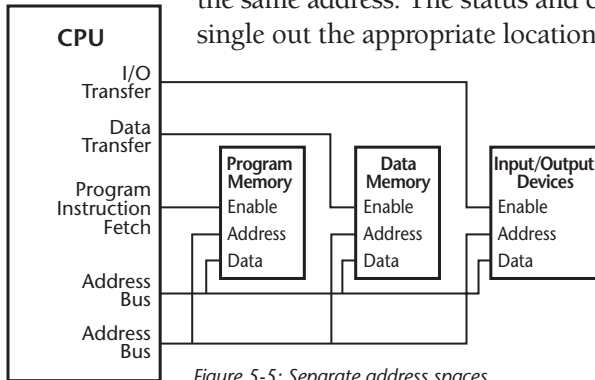 the same address. The status and
single out the appropriate location
CPU
I/O
Transfer
Data
Transfer
Program
Instruction
Fetch
Address
Bus
Address
Bus
Program
Memory
Enable
Address
Data
Data
Memory
Enable
Address
Data
Input/Output
Devices
Enable
Address
Data
Figure 5-5: Separate address spaces